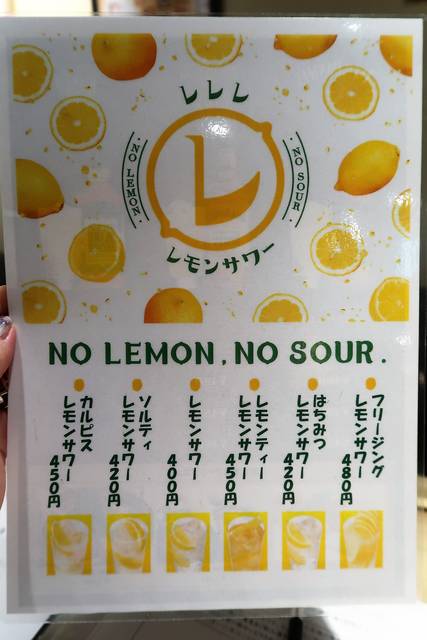 レレレ
NO LEMON
レ
NO SOUR
レモンサワー
NO LEMON, NO SOUR.
フリージング
レモンサワー
480円
はちみつ
レモンサワー
420円
レモンティー
レモンサワー
450円
レモンサワー
400円
ソルティ
レモンサワー
420円
カルピス
レモンサワー
450円